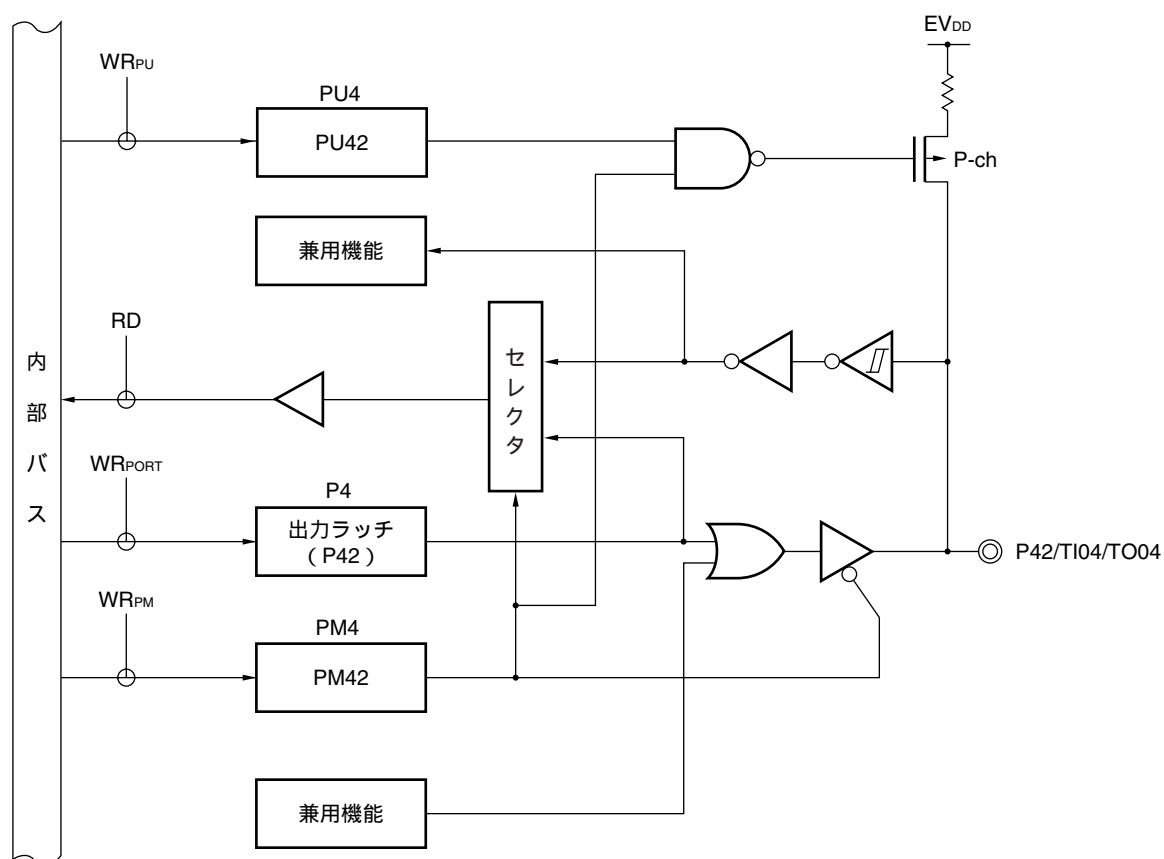 EVDD
WRPU
PU4
PU42
P-ch
兼用機能
RD
セレクタ
内部バス
WRPORT
P4
出力ラッチ
（P42）
P42/TI04/TO04
WRPM
PM4
PM42
兼用機能